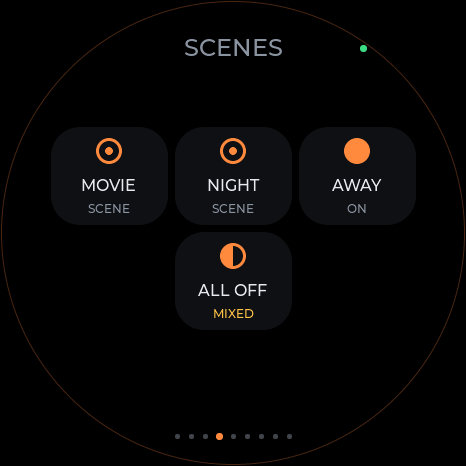 SCENES
MOVIE
SCENE
NIGHT
SCENE
AWAY
ON
ALL OFF
MIXED